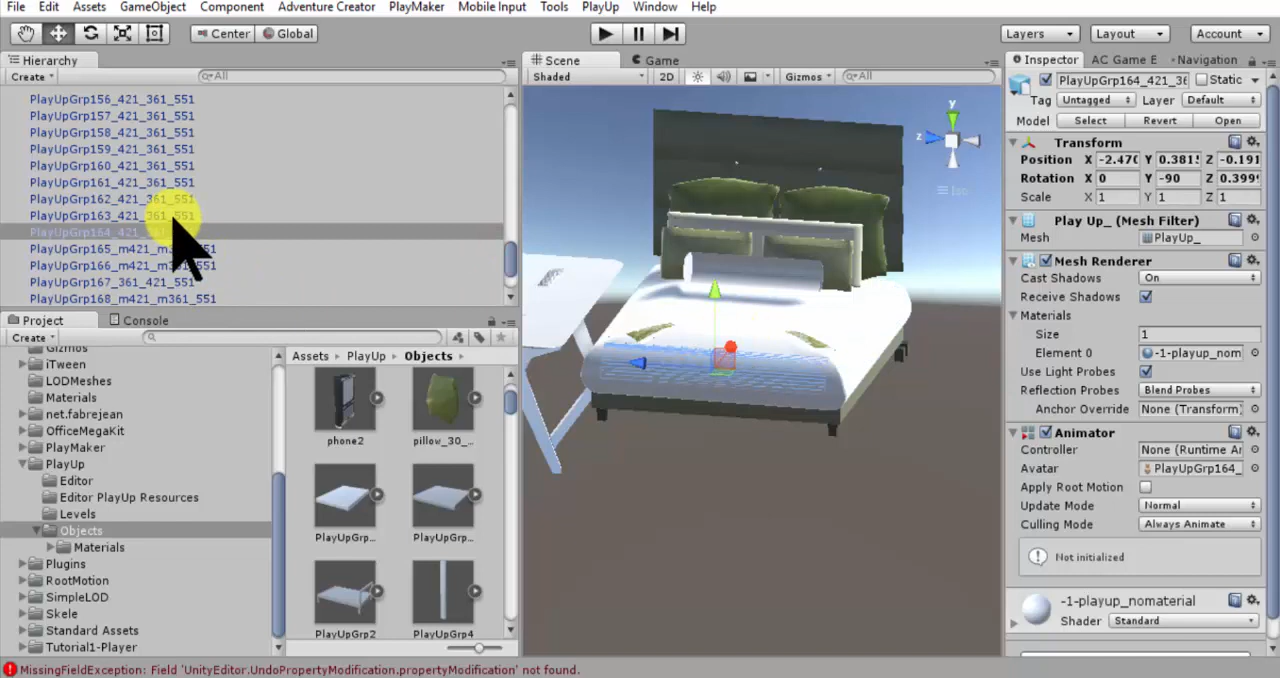 File Edit Assets GameObject Component Adventure Creator PlayMaker Mobile Input Tools PlayUp Window Help
Center Global Layers Layout Account
Hierarchy
Create All
PlayUpGrp156_421_361_551
PlayUpGrp157_421_361_551
PlayUpGrp158_421_361_551
PlayUpGrp159_421_361_551
PlayUpGrp160_421_361_551
PlayUpGrp161_421_361_551
PlayUpGrp162_421_361_551
PlayUpGrp163_421_361_551
PlayUpGrp164_421_
PlayUpGrp165_m421_m361_551
PlayUpGrp166_m421_m361_551
PlayUpGrp167_361_421_551
PlayUpGrp168_m421_m361_551
Project Console
Create
Gizmos
iTween
LODMeshes
Materials
net.fabrejean
OfficeMegaKit
PlayMaker
PlayUp
Editor
Editor PlayUp Resources
Levels
Objects
Materials
Plugins
RootMotion
SimpleLOD
Skele
Standard Assets
Tutorial1-Player
Assets PlayUp Objects
phone2 pillow_30_...
PlayUpGrp... PlayUpGrp...
PlayUpGrp2 PlayUpGrp4
Scene Game
Shaded 2D Gizmos All
y
z
Iso
Inspector AC Game E Navigation
PlayUpGrp164_421_36 Static
Tag Untagged Layer Default
Model Select Revert Open
Transform
Position X -2.470 Y 0.3815 Z -0.191
Rotation X 0 Y -90 Z 0.399
Scale X 1 Y 1 Z 1
Play Up_ (Mesh Filter)
Mesh PlayUp_
Mesh Renderer
Cast Shadows On
Receive Shadows
Materials
Size 1
Element 0 -1-playup_nom
Use Light Probes
Reflection Probes Blend Probes
Anchor Override None (Transform)
Animator
Controller None (Runtime Ar
Avatar PlayUpGrp164_
Apply Root Motion
Update Mode Normal
Culling Mode Always Animate
Not initialized
-1-playup_nomaterial
Shader Standard
MissingFieldException: Field 'UnityEditor.UndoPropertyModification.propertyModification' not found.